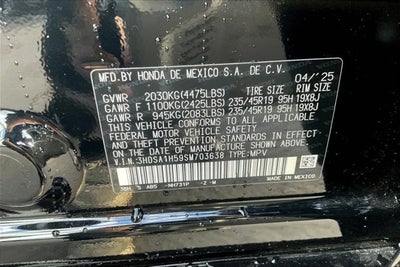 MFD.BY HONDA DE MEXICO S.A. DE C.V. 04/'25
GVWR 2030KG(4475LBS) TIRE SIZE RIM SIZE
GAWR F 1100KG(2425LBS) 235/45R19 95H 19X8J
GAWR R 945KG(2083LBS) 235/45R19 95H 19X8J
THIS VEHICLE CONFORMS TO ALL APPLICABLE
FEDERAL MOTOR VEHICLE SAFETY AND
THEFT PREVENTION STANDARDS IN EFFECT
ON THE DATE OF MANUFACTURE SHOWN ABOVE.
V.I.N.:3HDSA1H59SM703638 TYPE:MPV
ABS NH731P -Z-W MADE IN MEXICO